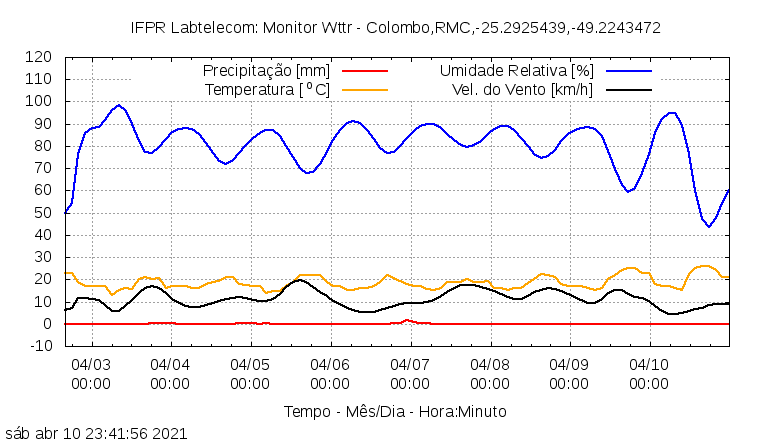 IFPR Labtelecom: Monitor Wttr - Colombo,RMC,-25.2925439,-49.2243472
Precipitação [mm]
Temperatura [⁰C]
Umidade Relativa [%]
Vel. do Vento [km/h]
120
110
100
90
80
70
60
50
40
30
20
10
0
-10
04/03 04/04 04/05 04/06 04/07 04/08 04/09 04/10
00:00 00:00 00:00 00:00 00:00 00:00 00:00 00:00
Tempo - Mês/Dia - Hora:Minuto
sáb abr 10 23:41:56 2021